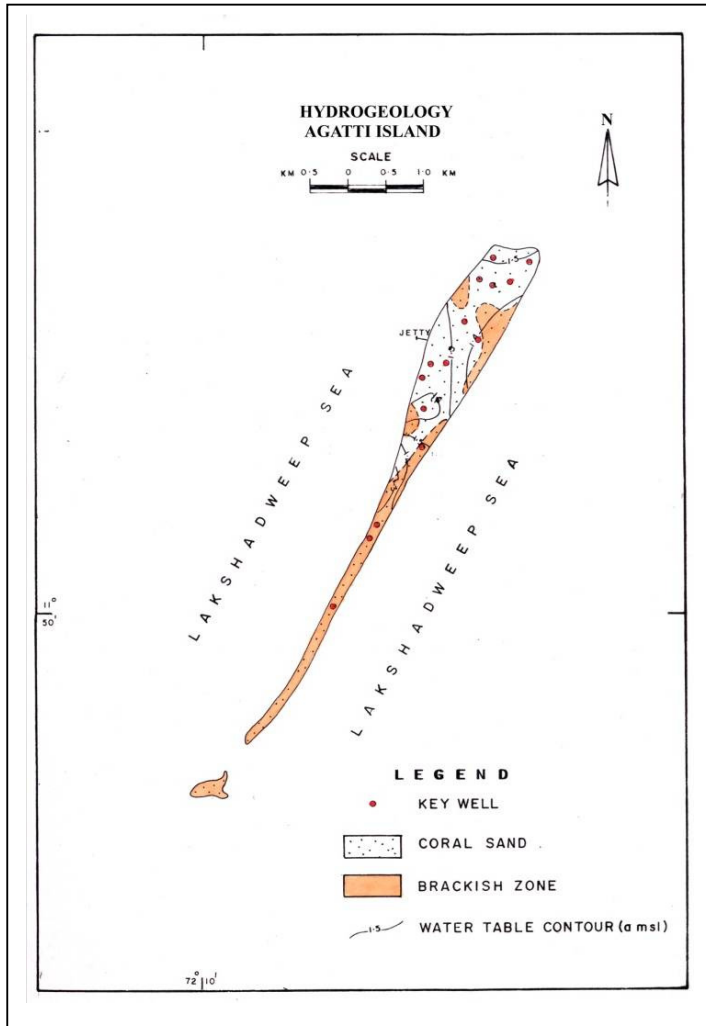 HYDROGEOLOGY
AGATTI ISLAND
SCALE
KM 0·5 0 0·5 1·0 KM
N
1·5
JETTY
LAKSHADWEEP SEA
LAKSHADWEEP SEA
11°
50'
LEGEND
KEY WELL
CORAL SAND
BRACKISH ZONE
1·5 WATER TABLE CONTOUR (amsl)
72° 10'